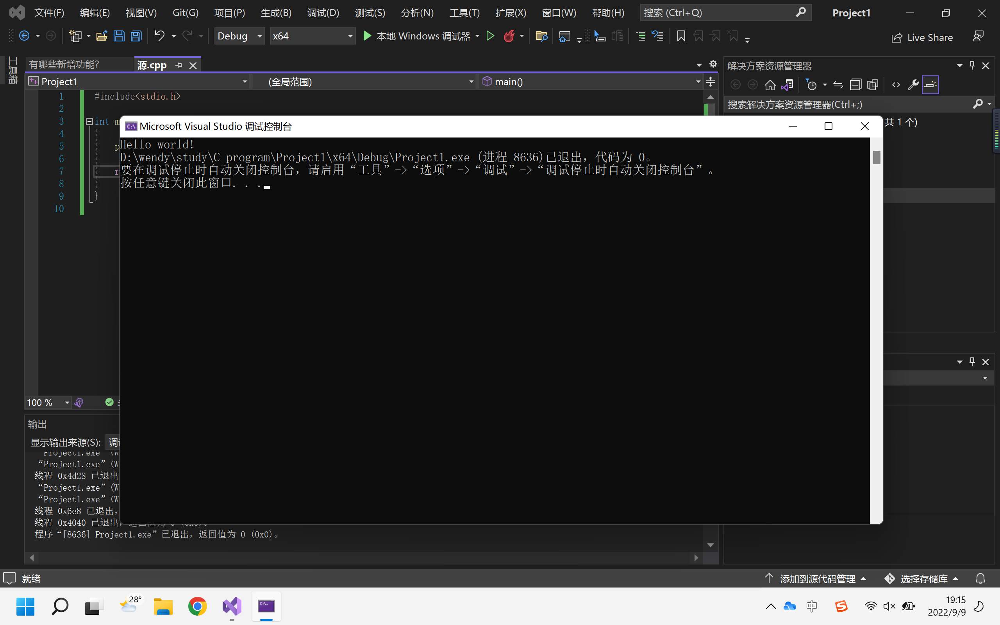 文件(F) 编辑(E) 视图(V) Git(G) 项目(P) 生成(B) 调试(D) 测试(S) 分析(N) 工具(T) 扩展(X) 窗口(W) 帮助(H) 搜索 (Ctrl+Q) Project1
Debug x64 本地 Windows 调试器 Live Share
工具箱
有哪些新增功能? 源.cpp
Project1 (全局范围) main()
解决方案资源管理器
搜索解决方案资源管理器(Ctrl+;)
共 1 个)
1 #include<stdio.h>
2
3 int m
4
5 p
6
7 r
8
9 }
10
Microsoft Visual Studio 调试控制台
Hello world!
D:\wendy\study\C program\Project1\x64\Debug\Project1.exe (进程 8636)已退出，代码为 0。
要在调试停止时自动关闭控制台，请启用“工具”->“选项”->“调试”->“调试停止时自动关闭控制台”。
按任意键关闭此窗口. . .
100 %
输出
显示输出来源(S): 调
Project1.exe (W
“Project1.exe”(W
线程 0x4d28 已退出
“Project1.exe”(W
“Project1.exe”(W
线程 0x6e8 已退出，
线程 0x4040 已退出，返回值为 0 (0x0)。
程序“[8636] Project1.exe”已退出，返回值为 0 (0x0)。
就绪 添加到源代码管理 选择存储库
28° 中 19:15
2022/9/9